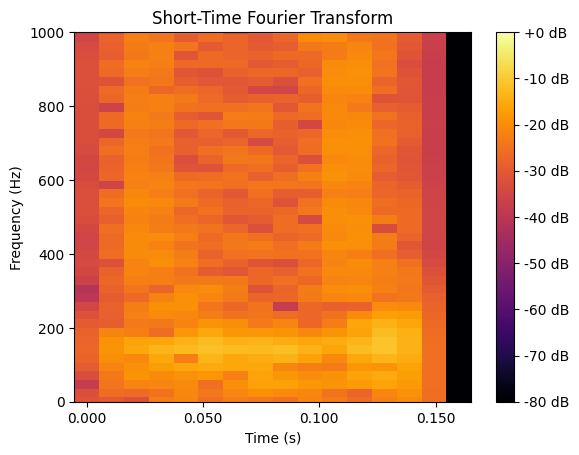 Short-Time Fourier Transform
1000
800
600
400
200
0
Frequency (Hz)
0.000
0.050
0.100
0.150
Time (s)
+0 dB
-10 dB
-20 dB
-30 dB
-40 dB
-50 dB
-60 dB
-70 dB
-80 dB